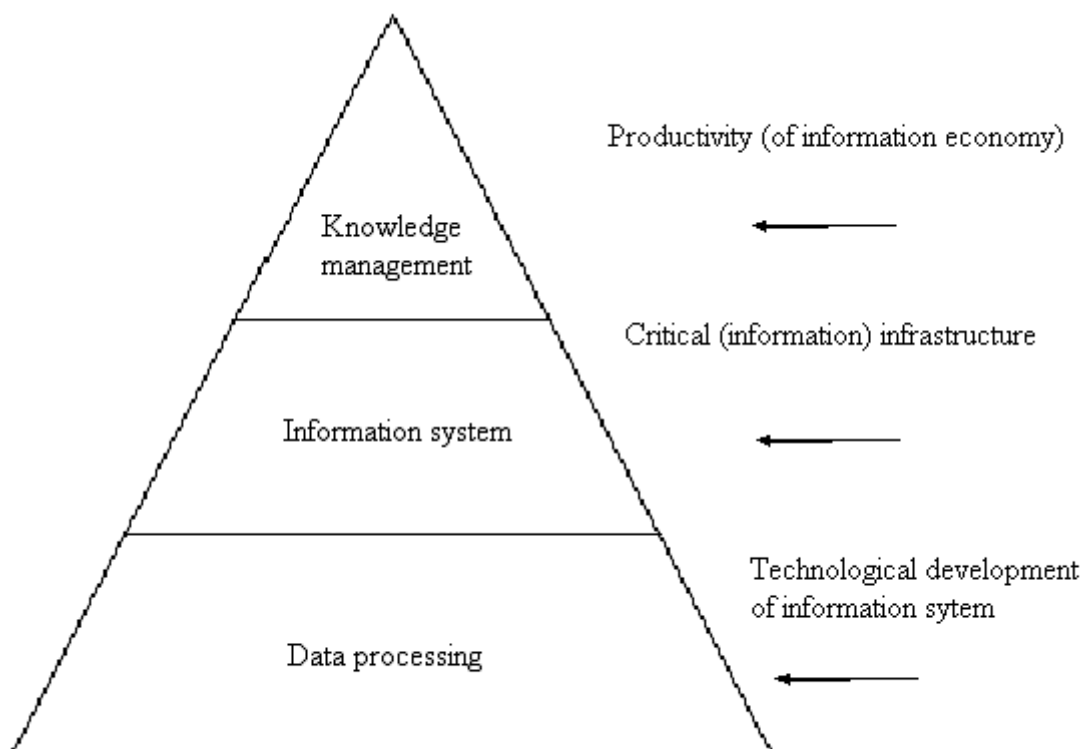 Productivity (of information economy)
Knowledge
management
Critical (information) infrastructure
Information system
Technological development
of information sytem
Data processing